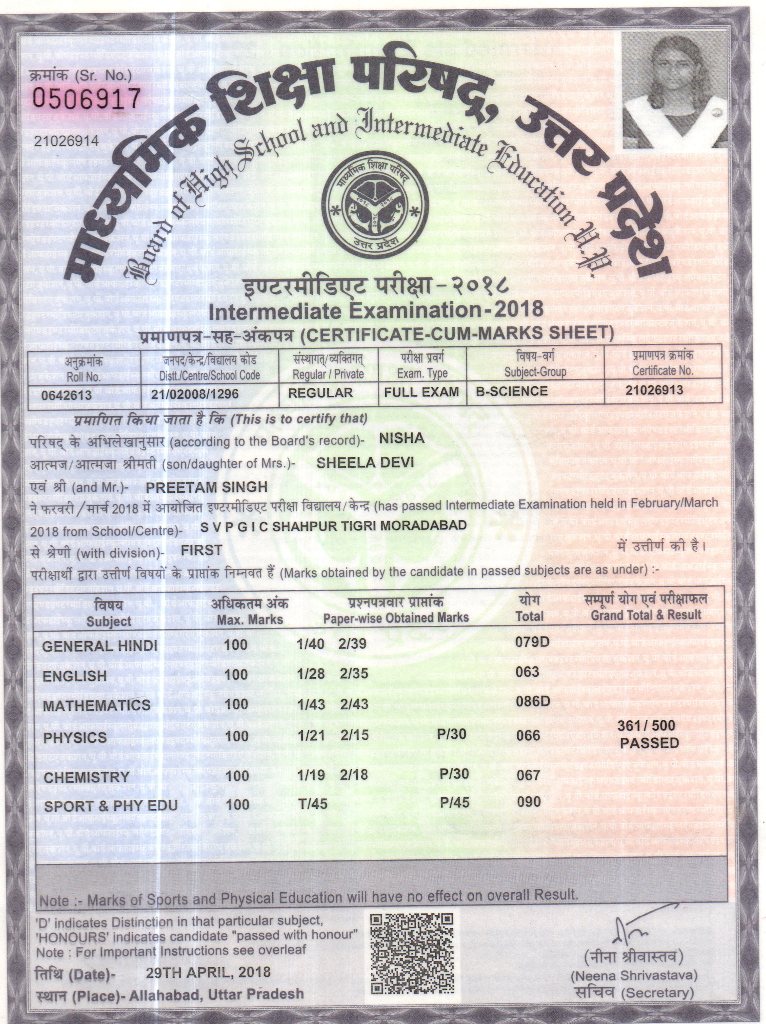 क्रमांक (Sr. No.)
0506917
21026914
माध्यमिक शिक्षा परिषद्, उत्तर प्रदेश
Board of High School and Intermediate Education U.P.
माध्यमिक शिक्षा परिषद्
उत्तर प्रदेश
इण्टरमीडिएट परीक्षा-२०१८
Intermediate Examination-2018
प्रमाणपत्र-सह-अंकपत्र (CERTIFICATE-CUM-MARKS SHEET)
अनुक्रमांक जनपद/केन्द्र/विद्यालय कोड संस्थागत्/व्यक्तिगत् परीक्षा प्रवर्ग विषय-वर्ग प्रमाणपत्र क्रमांक
Roll No. Distt./Centre/School Code Regular / Private Exam. Type Subject-Group Certificate No.
0642613 21/02008/1296 REGULAR FULL EXAM B-SCIENCE 21026913
प्रमाणित किया जाता है कि (This is to certify that)
परिषद् के अभिलेखानुसार (according to the Board's record)- NISHA
आत्मज/आत्मजा श्रीमती (son/daughter of Mrs.)- SHEELA DEVI
एवं श्री (and Mr.)- PREETAM SINGH
ने फरवरी/मार्च 2018 में आयोजित इण्टरमीडिएट परीक्षा विद्यालय/केन्द्र (has passed Intermediate Examination held in February/March
2018 from School/Centre)- S V P G I C SHAHPUR TIGRI MORADABAD
से श्रेणी (with division)- FIRST में उत्तीर्ण की है।
परीक्षार्थी द्वारा उत्तीर्ण विषयों के प्राप्तांक निम्नवत हैं (Marks obtained by the candidate in passed subjects are as under) :-
विषय अधिकतम अंक प्रश्नपत्रवार प्राप्तांक योग सम्पूर्ण योग एवं परीक्षाफल
Subject Max. Marks Paper-wise Obtained Marks Total Grand Total & Result
GENERAL HINDI 100 1/40 2/39 079D
ENGLISH 100 1/28 2/35 063
MATHEMATICS 100 1/43 2/43 086D
PHYSICS 100 1/21 2/15 P/30 066 361/ 500
PASSED
CHEMISTRY 100 1/19 2/18 P/30 067
SPORT & PHY EDU 100 T/45 P/45 090
Note :- Marks of Sports and Physical Education will have no effect on overall Result.
'D' indicates Distinction in that particular subject,
'HONOURS' indicates candidate "passed with honour"
Note : For Important Instructions see overleaf
तिथि (Date)- 29TH APRIL, 2018
स्थान (Place)- Allahabad, Uttar Pradesh
(नीना श्रीवास्तव)
(Neena Shrivastava)
सचिव (Secretary)